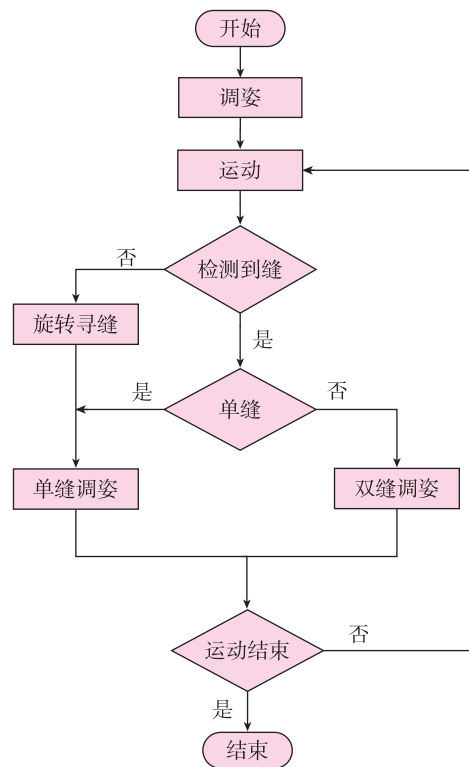 开始
调姿
运动
检测到缝
否
旋转寻缝
是
单缝
是
否
单缝调姿
双缝调姿
运动结束
否
是
结束